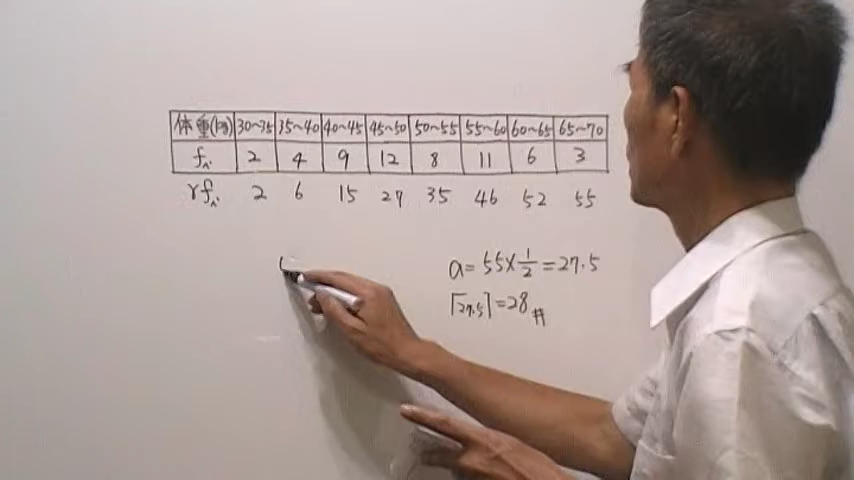 体重(kg) 30~35 35~40 40~45 45~50 50~55 55~60 60~65 65~70
fᵢ 2 4 9 12 8 11 6 3
rfᵢ 2 6 15 27 35 46 52 55
a=55×1/2=27.5
⌈27.5⌉=28 #